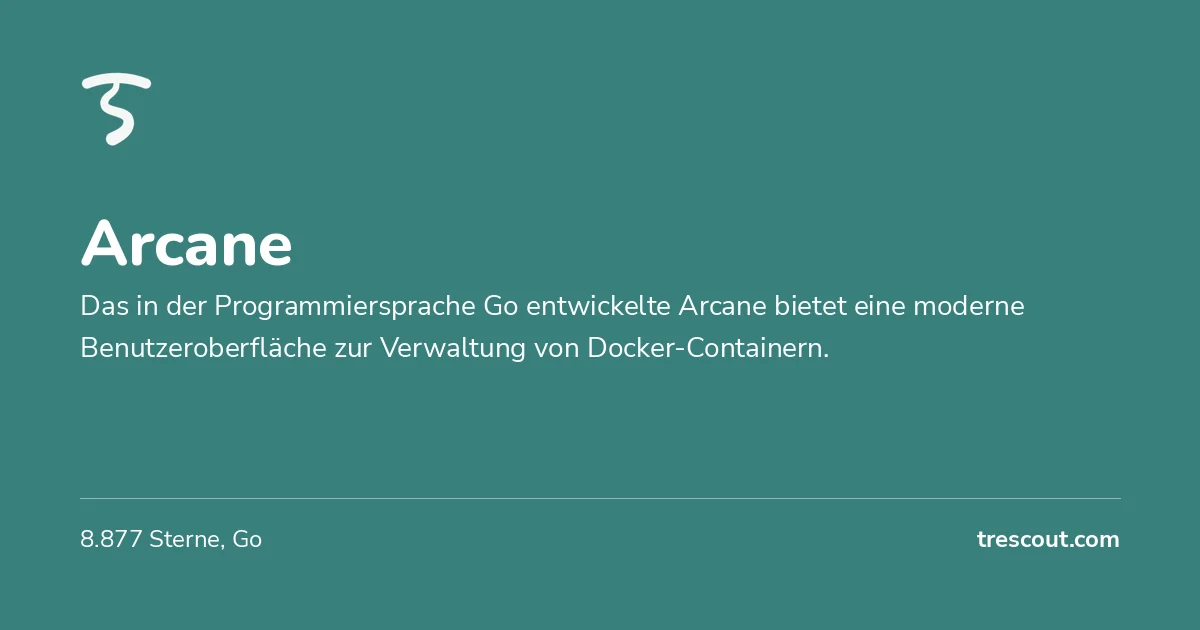 Arcane
Das in der Programmiersprache Go entwickelte Arcane bietet eine moderne
Benutzeroberfläche zur Verwaltung von Docker-Containern.
8.877 Sterne, Go
trescout.com